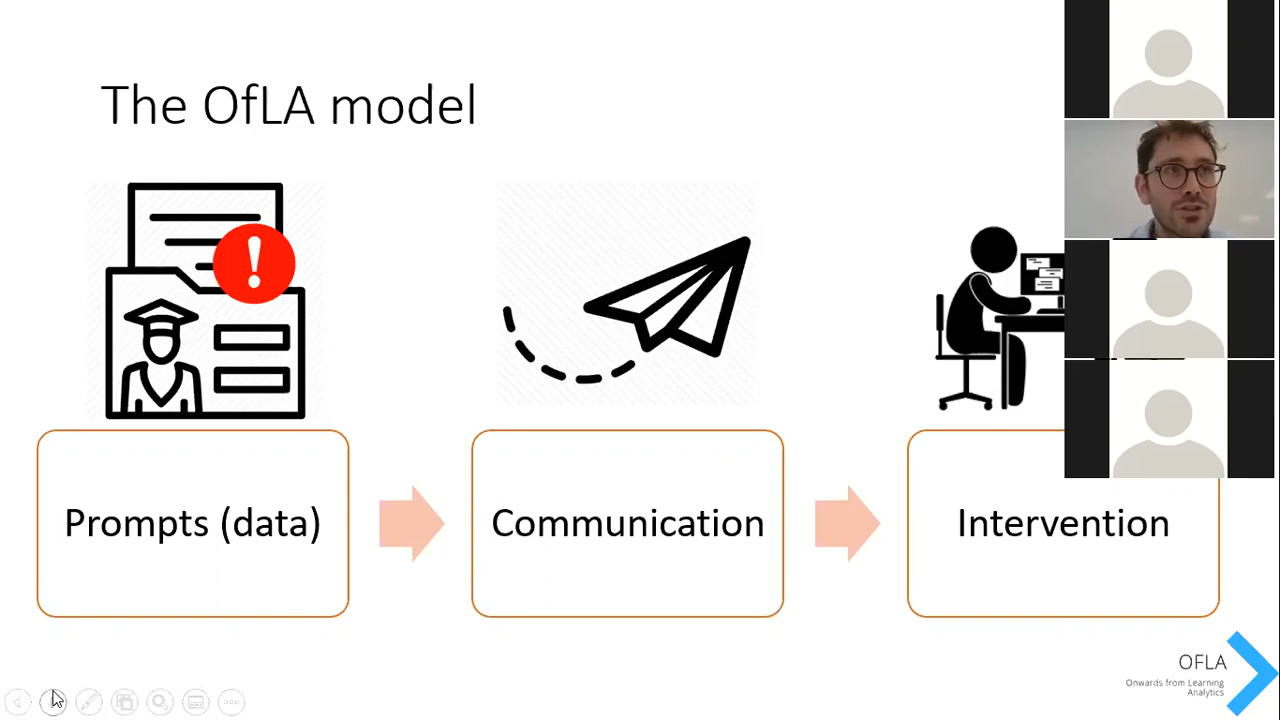 The OfLA model
Prompts (data)
Communication
Intervention
OFLA
Onwards from Learning
Analytics